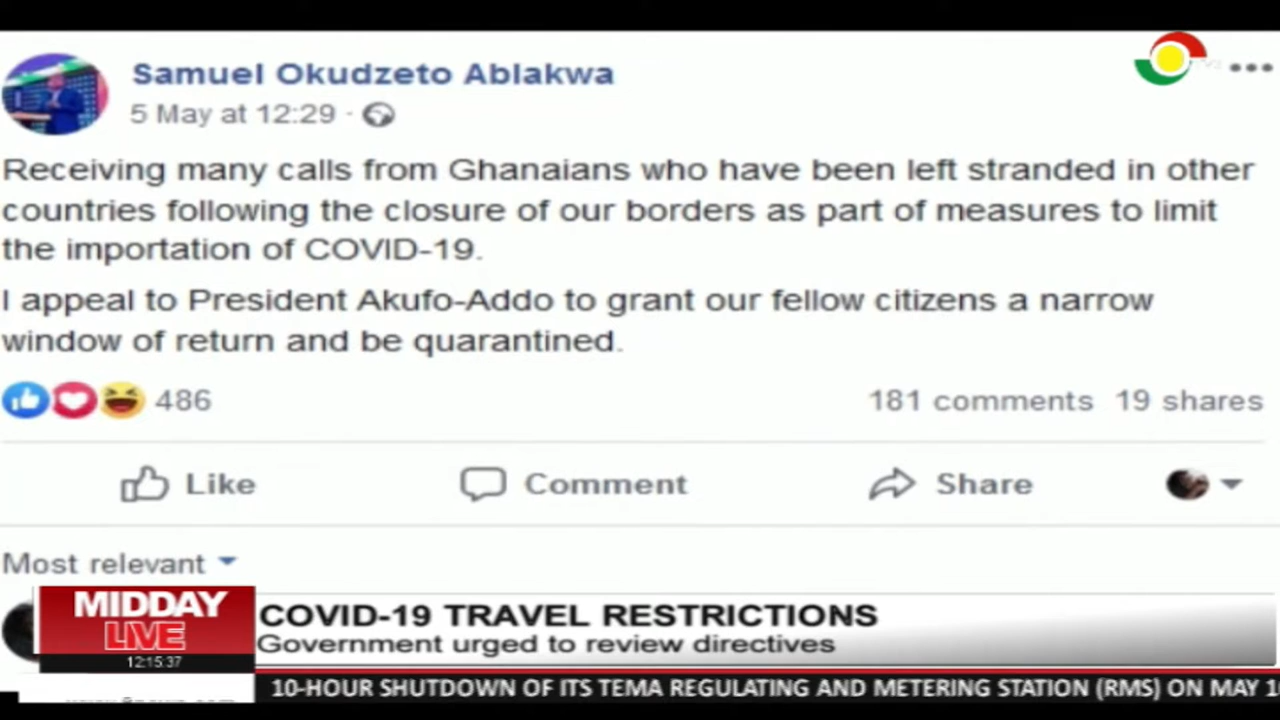 Samuel Okudzeto Ablakwa
5 May at 12:29 ·
Receiving many calls from Ghanaians who have been left stranded in other
countries following the closure of our borders as part of measures to limit
the importation of COVID-19.
I appeal to President Akufo-Addo to grant our fellow citizens a narrow
window of return and be quarantined.
486
181 comments 19 shares
Like Comment Share
Most relevant
MIDDAY
LIVE
12:15:37
COVID-19 TRAVEL RESTRICTIONS
Government urged to review directives
10-HOUR SHUTDOWN OF ITS TEMA REGULATING AND METERING STATION (RMS) ON MAY